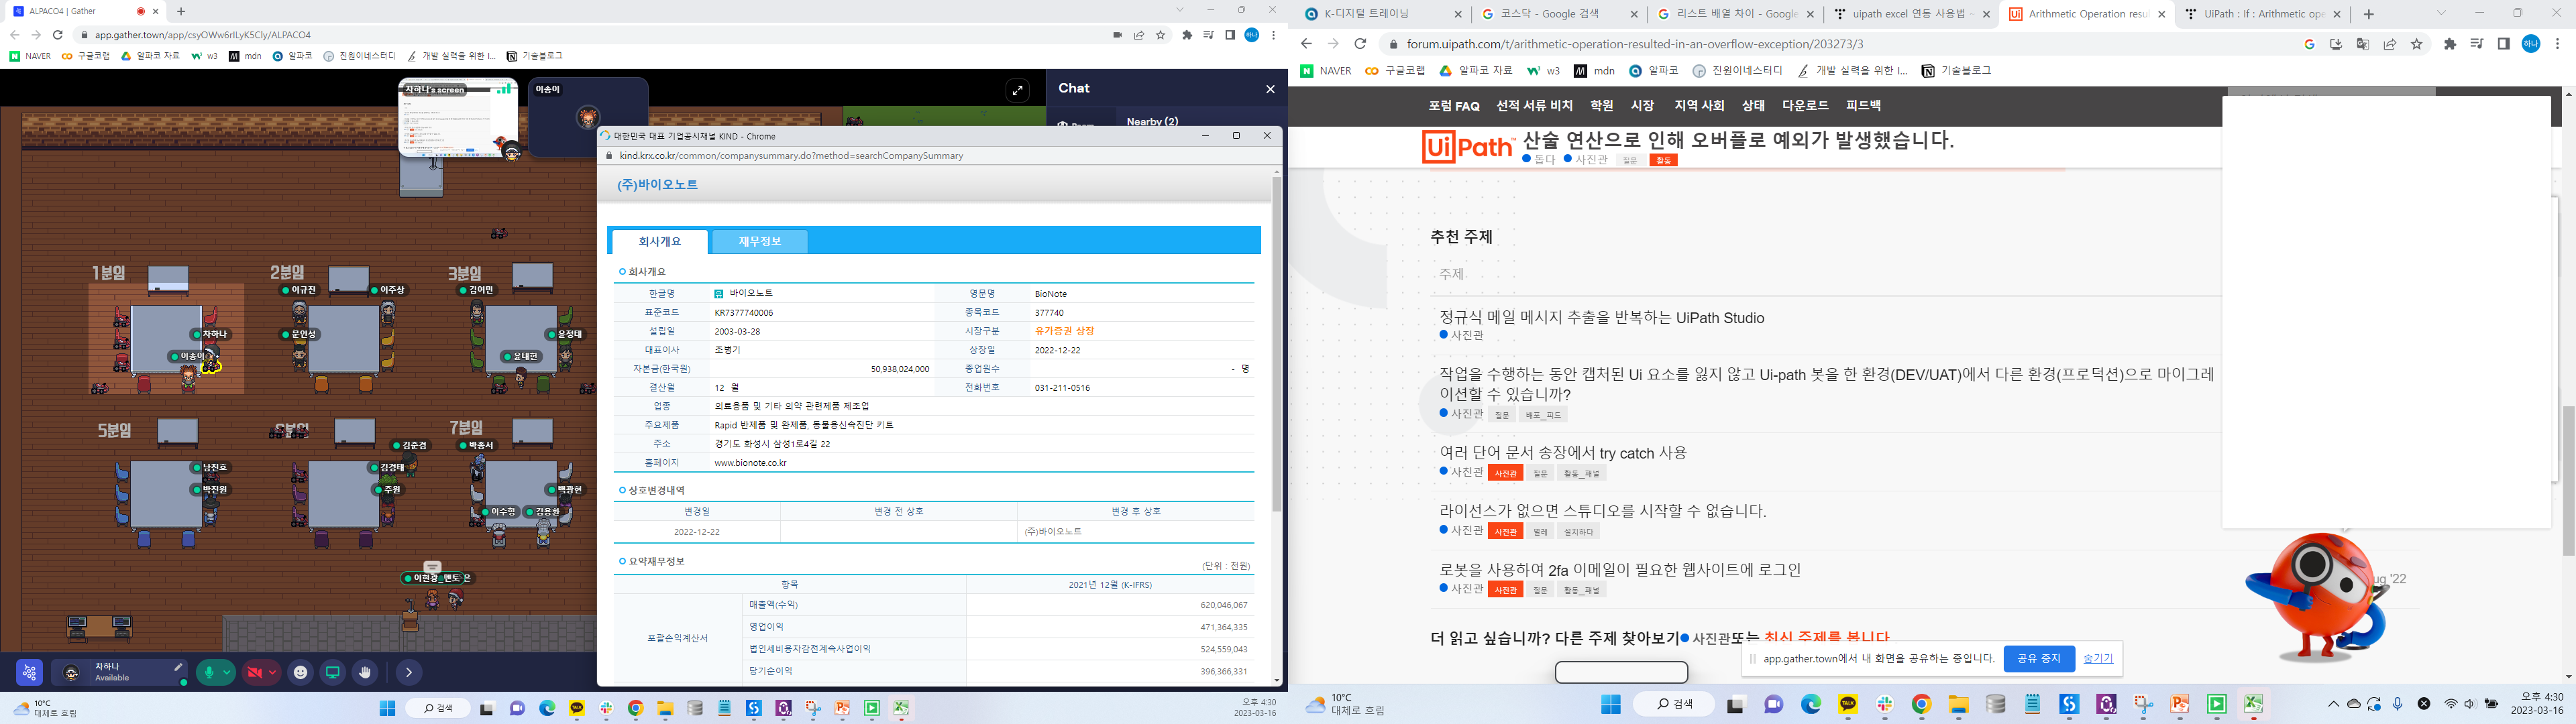 ALPACO4 | Gather
app.gather.town/app/csyOWw6rILyK5Cly/ALPACO4
NAVER 구글코랩 알파코 자료 w3 mdn 알파코 진원이네스터디 개발 실력을 위한 I... 기술블로그
차하나's screen
이송이
Chat
Nearby (2)
1분임
2분임
3분임
이규진
이주상
김여민
차하나
문인성
윤정태
이송이
윤태헌
5분임
7분임
김준겸
박종서
남진호
김경태
박진원
주원
백광현
이수형
김용환
이현경_멘토
차하나
Available
대한민국 대표 기업공시채널 KIND - Chrome
kind.krx.co.kr/common/companysummary.do?method=searchCompanySummary
(주)바이오노트
회사개요 재무정보
회사개요
한글명 유 바이오노트 영문명 BioNote
표준코드 KR7377740006 종목코드 377740
설립일 2003-03-28 시장구분 유가증권 상장
대표이사 조병기 상장일 2022-12-22
자본금(한국원) 50,938,024,000 종업원수 - 명
결산월 12 월 전화번호 031-211-0516
업종 의료용품 및 기타 의약 관련제품 제조업
주요제품 Rapid 반제품 및 완제품, 동물용신속진단 키트
주소 경기도 화성시 삼성1로4길 22
홈페이지 www.bionote.co.kr
상호변경내역
변경일 변경 전 상호 변경 후 상호
2022-12-22 (주)바이오노트
요약재무정보
(단위 : 천원)
항목 2021년 12월 (K-IFRS)
포괄손익계산서
매출액(수익) 620,046,067
영업이익 471,364,335
법인세비용차감전계속사업이익 524,559,043
당기순이익 396,366,331
10°C
대체로 흐림
검색
오후 4:30
2023-03-16
K-디지털 트레이닝
코스닥 - Google 검색
리스트 배열 차이 - Google
uipath excel 연동 사용법 -
Arithmetic Operation resul
UiPath : If : Arithmetic ope
forum.uipath.com/t/arithmetic-operation-resulted-in-an-overflow-exception/203273/3
NAVER 구글코랩 알파코 자료 w3 mdn 알파코 진원이네스터디 개발 실력을 위한 I... 기술블로그
포럼 FAQ 선적 서류 비치 학원 시장 지역 사회 상태 다운로드 피드백
UiPath 산술 연산으로 인해 오버플로 예외가 발생했습니다.
돕다 사진관 질문 활동
추천 주제
주제
정규식 메일 메시지 추출을 반복하는 UiPath Studio
사진관
작업을 수행하는 동안 캡처된 Ui 요소를 잃지 않고 Ui-path 봇을 한 환경(DEV/UAT)에서 다른 환경(프로덕션)으로 마이그레
이션할 수 있습니까?
사진관 질문 배포_피드
여러 단어 문서 송장에서 try catch 사용
사진관 사진관 질문 활동_패널
라이선스가 없으면 스튜디오를 시작할 수 없습니다.
사진관 사진관 벌레 설치하다
로봇을 사용하여 2fa 이메일이 필요한 웹사이트에 로그인
사진관 사진관 질문 활동_패널
ug '22
더 읽고 싶습니까? 다른 주제 찾아보기 사진관또는 최신 주제를 봅니다
app.gather.town에서 내 화면을 공유하는 중입니다. 공유 중지 숨기기
10°C
대체로 흐림
검색
오후 4:30
2023-03-16